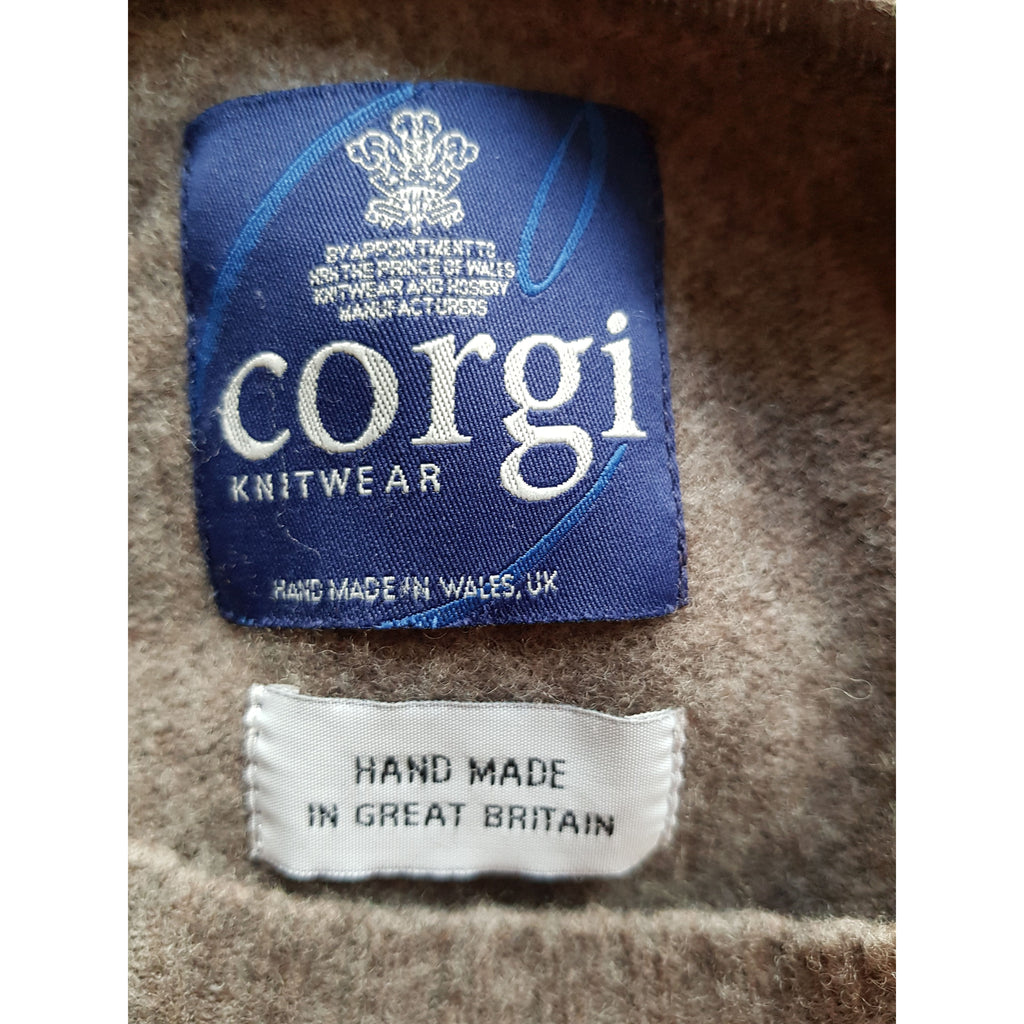 BY APPOINTMENT TO
HRH THE PRINCE OF WALES
KNITWEAR AND HOSIERY
MANUFACTURERS
corgi
KNITWEAR
HAND MADE IN WALES, UK
HAND MADE
IN GREAT BRITAIN